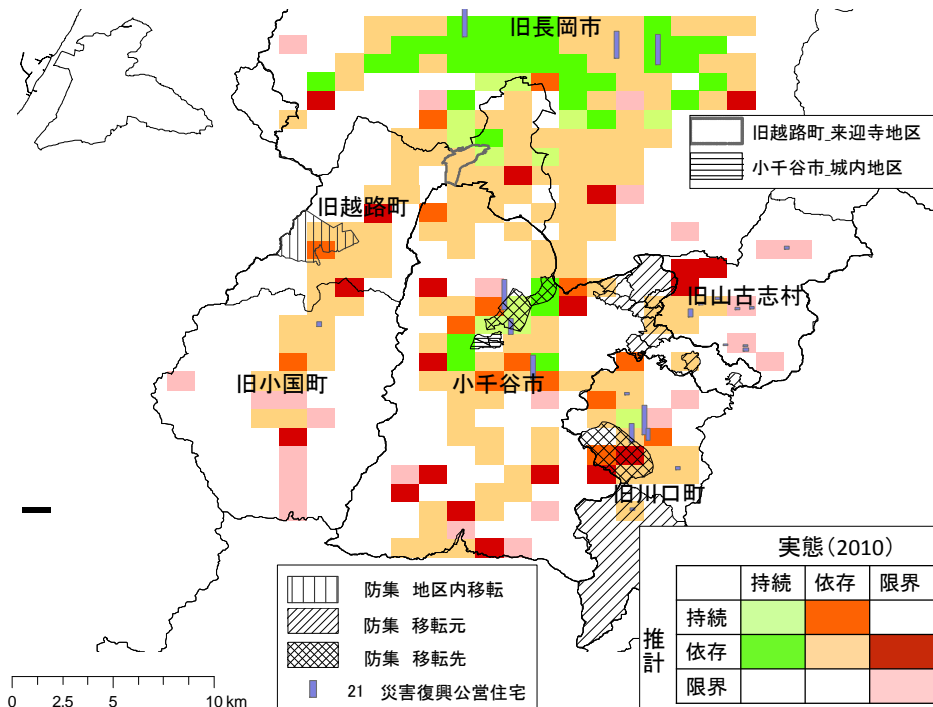 旧長岡市
旧越路町_来迎寺地区
小千谷市_城内地区
旧越路町
旧山古志村
旧小国町
小千谷市
旧川口町
防集 地区内移転
防集 移転元
防集 移転先
21 災害復興公営住宅
実態(2010)
持続 依存 限界
推計
持続
依存
限界
0 2.5 5 10 km